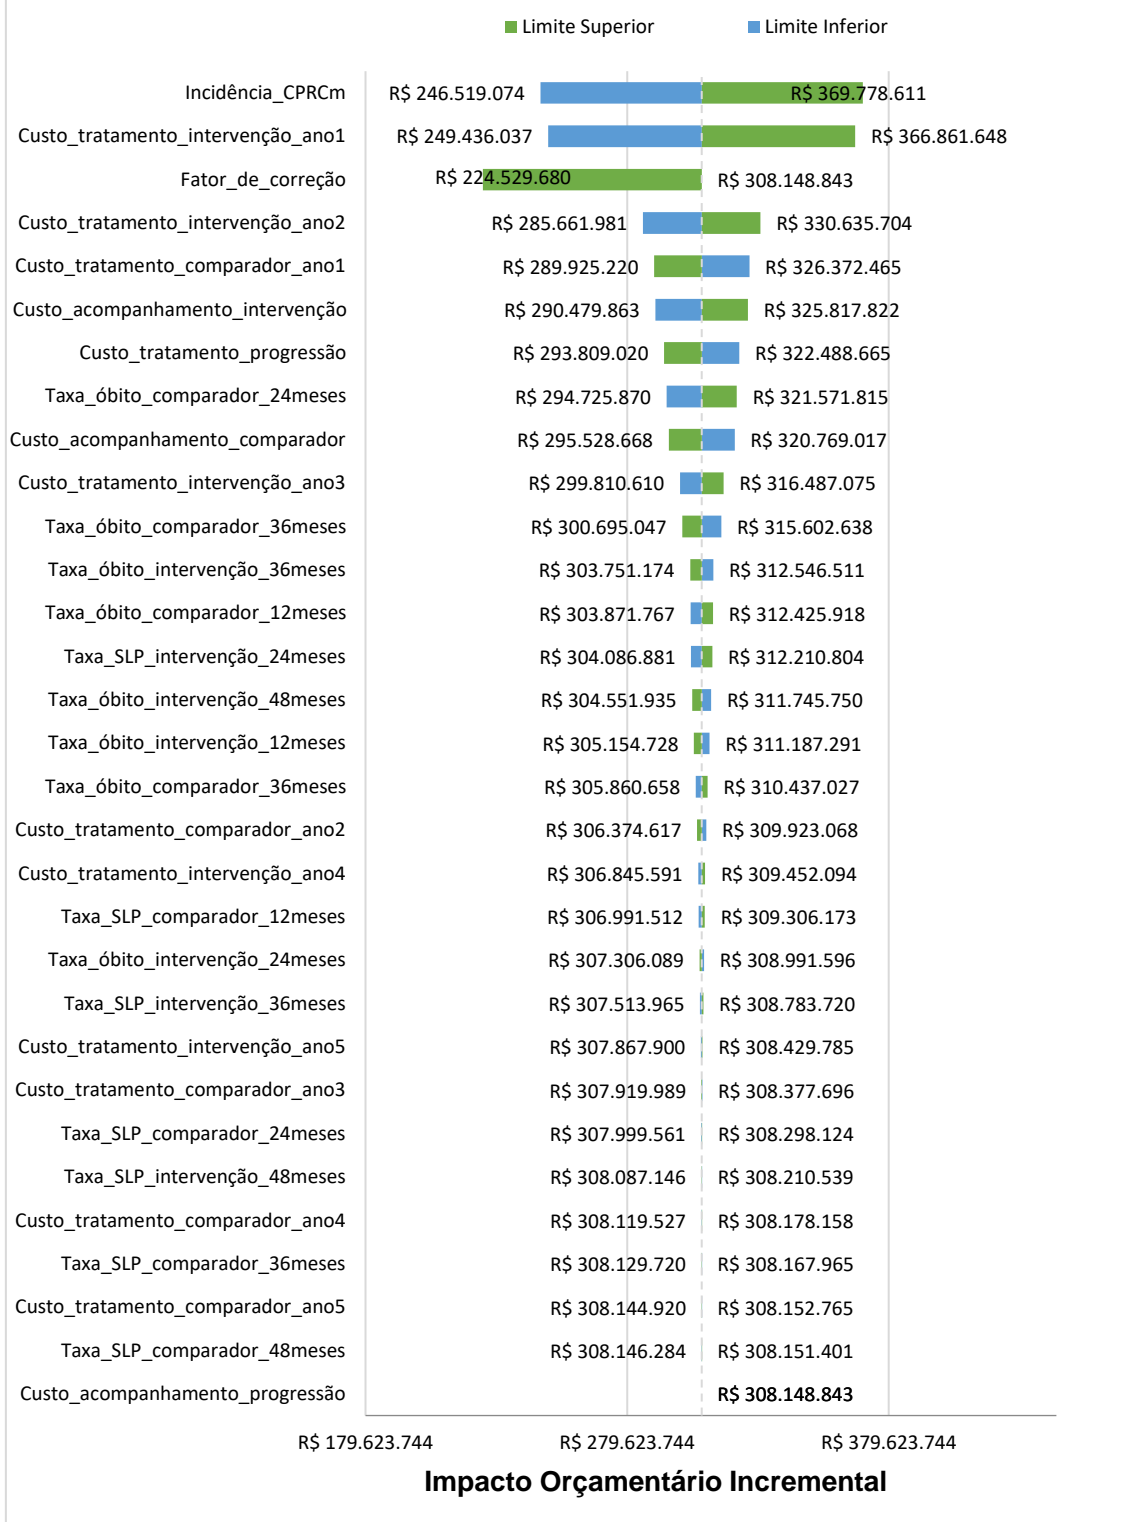 Limite Superior Limite Inferior
Incidência_CPRCm R$ 246.519.074 R$ 369.778.611
Custo_tratamento_intervenção_ano1 R$ 249.436.037 R$ 366.861.648
Fator_de_correção R$ 224.529.680 R$ 308.148.843
Custo_tratamento_intervenção_ano2 R$ 285.661.981 R$ 330.635.704
Custo_tratamento_comparador_ano1 R$ 289.925.220 R$ 326.372.465
Custo_acompanhamento_intervenção R$ 290.479.863 R$ 325.817.822
Custo_tratamento_progressão R$ 293.809.020 R$ 322.488.665
Taxa_óbito_comparador_24meses R$ 294.725.870 R$ 321.571.815
Custo_acompanhamento_comparador R$ 295.528.668 R$ 320.769.017
Custo_tratamento_intervenção_ano3 R$ 299.810.610 R$ 316.487.075
Taxa_óbito_comparador_36meses R$ 300.695.047 R$ 315.602.638
Taxa_óbito_intervenção_36meses R$ 303.751.174 R$ 312.546.511
Taxa_óbito_comparador_12meses R$ 303.871.767 R$ 312.425.918
Taxa_SLP_intervenção_24meses R$ 304.086.881 R$ 312.210.804
Taxa_óbito_intervenção_48meses R$ 304.551.935 R$ 311.745.750
Taxa_óbito_intervenção_12meses R$ 305.154.728 R$ 311.187.291
Taxa_óbito_comparador_36meses R$ 305.860.658 R$ 310.437.027
Custo_tratamento_comparador_ano2 R$ 306.374.617 R$ 309.923.068
Custo_tratamento_intervenção_ano4 R$ 306.845.591 R$ 309.452.094
Taxa_SLP_comparador_12meses R$ 306.991.512 R$ 309.306.173
Taxa_óbito_intervenção_24meses R$ 307.306.089 R$ 308.991.596
Taxa_SLP_intervenção_36meses R$ 307.513.965 R$ 308.783.720
Custo_tratamento_intervenção_ano5 R$ 307.867.900 R$ 308.429.785
Custo_tratamento_comparador_ano3 R$ 307.919.989 R$ 308.377.696
Taxa_SLP_comparador_24meses R$ 307.999.561 R$ 308.298.124
Taxa_SLP_intervenção_48meses R$ 308.087.146 R$ 308.210.539
Custo_tratamento_comparador_ano4 R$ 308.119.527 R$ 308.178.158
Taxa_SLP_comparador_36meses R$ 308.129.720 R$ 308.167.965
Custo_tratamento_comparador_ano5 R$ 308.144.920 R$ 308.152.765
Taxa_SLP_comparador_48meses R$ 308.146.284 R$ 308.151.401
Custo_acompanhamento_progressão R$ 308.148.843
R$ 179.623.744 R$ 279.623.744 R$ 379.623.744
Impacto Orçamentário Incremental